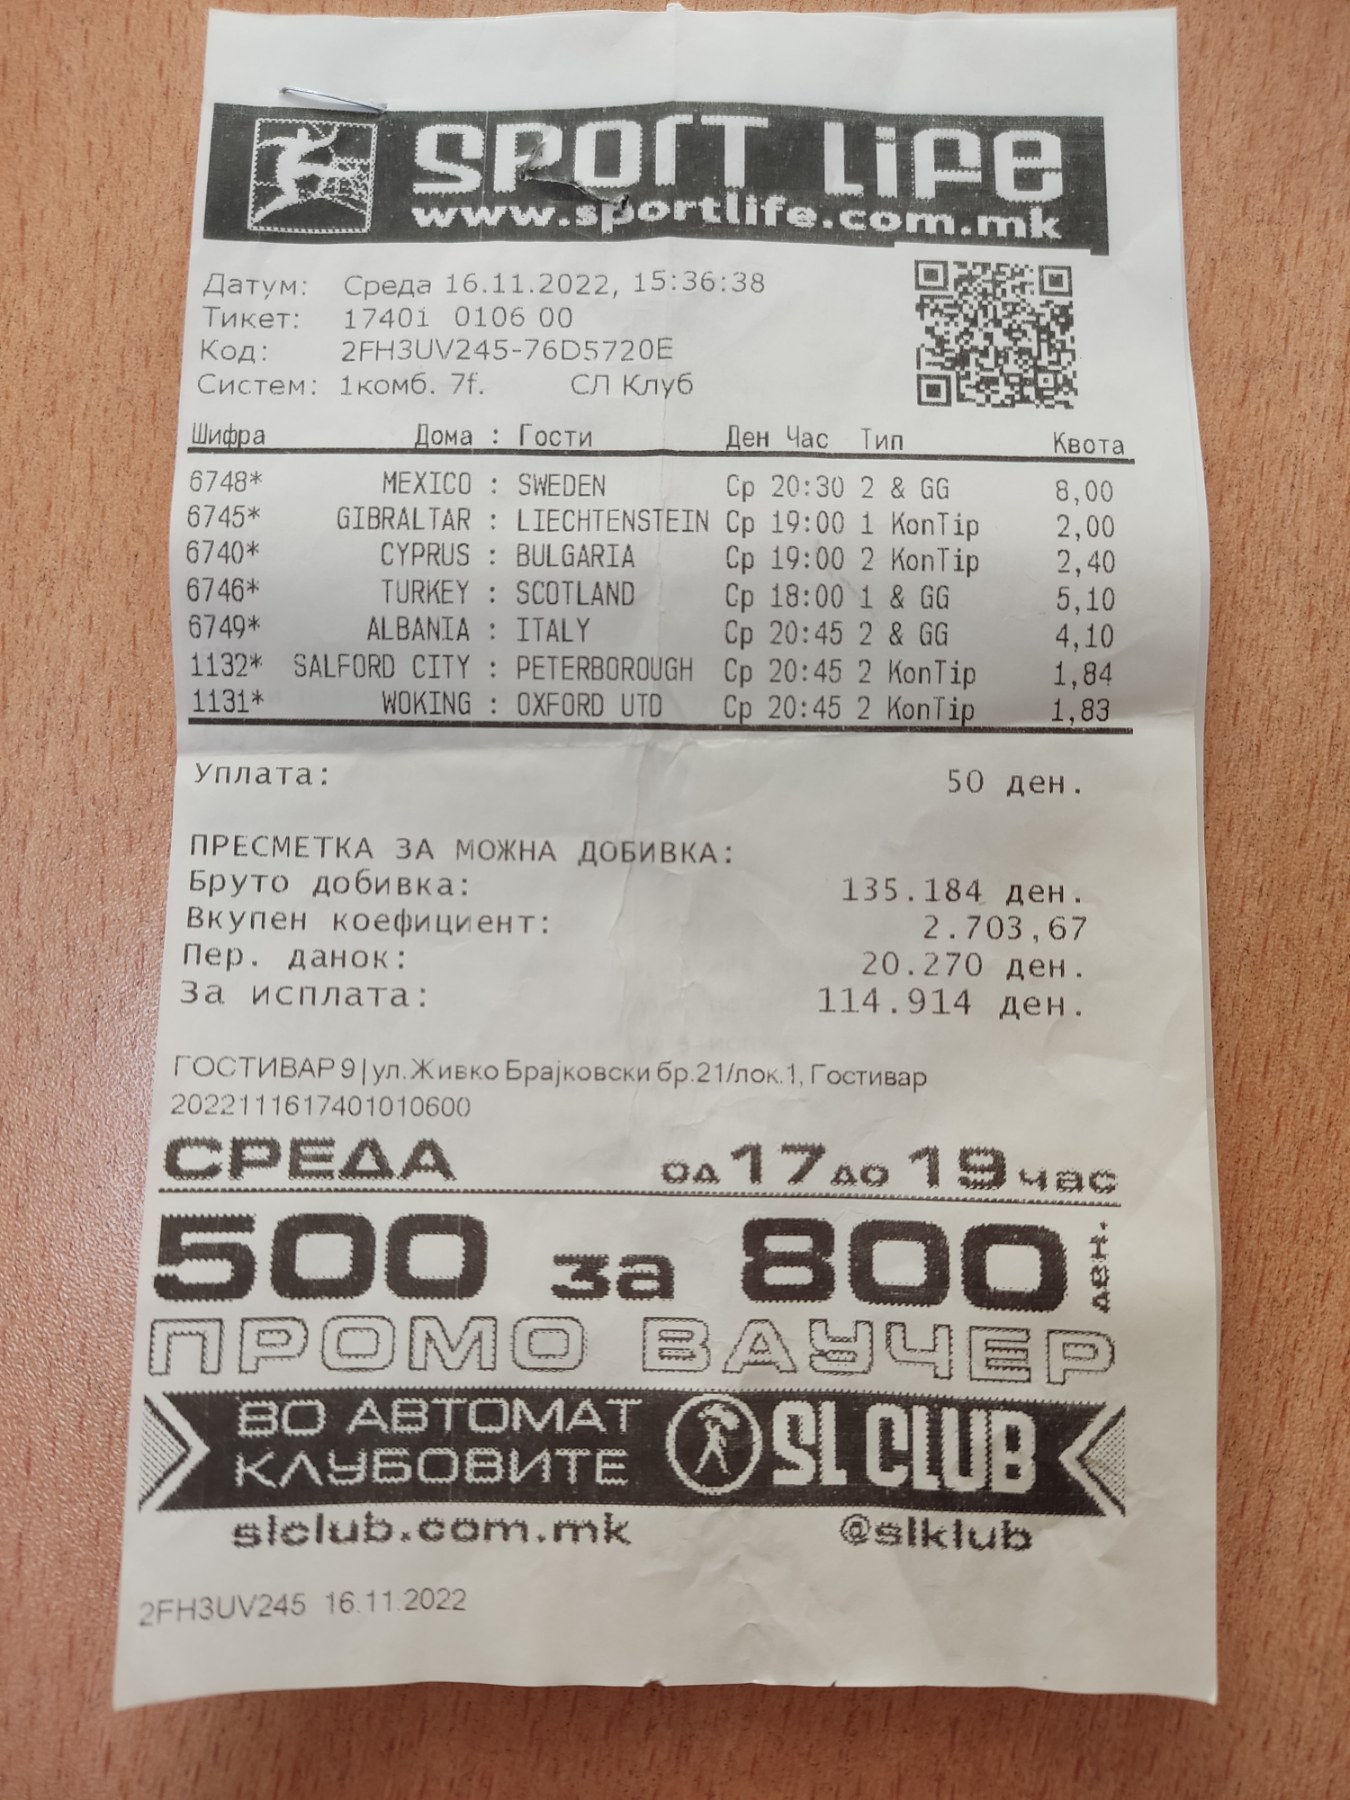 SPORT LIFE
www.sportlife.com.mk
Датум: Среда 16.11.2022, 15:36:38
Тикет: 17401 0106 00
Код: 2FH3UV245-76D5720E
Систем: 1комб. 7f. СЛ Клуб
Шифра Дома : Гости Ден Час Тип Квота
6748* MEXICO : SWEDEN Ср 20:30 2 & GG 8,00
6745* GIBRALTAR : LIECHTENSTEIN Ср 19:00 1 KonTip 2,00
6740* CYPRUS : BULGARIA Ср 19:00 2 KonTip 2,40
6746* TURKEY : SCOTLAND Ср 18:00 1 & GG 5,10
6749* ALBANIA : ITALY Ср 20:45 2 & GG 4,10
1132* SALFORD CITY : PETERBOROUGH Ср 20:45 2 KonTip 1,84
1131* WOKING : OXFORD UTD Ср 20:45 2 KonTip 1,83
Уплата: 50 ден.
ПРЕСМЕТКА ЗА МОЖНА ДОБИВКА:
Бруто добивка: 135.184 ден.
Вкупен коефициент: 2.703,67
Пер. данок: 20.270 ден.
За исплата: 114.914 ден.
ГОСТИВАР 9|ул.Живко Брајковски бр.21/лок.1, Гостивар
2022111617401010600
СРЕДА од 17 до 19 час
500 за 800 ден.
ПРОМО ВАУЧЕР
ВО АВТОМАТ
КЛУБОВИТЕ SL CLUB
slclub.com.mk @slklub
2FH3UV245 16.11.2022